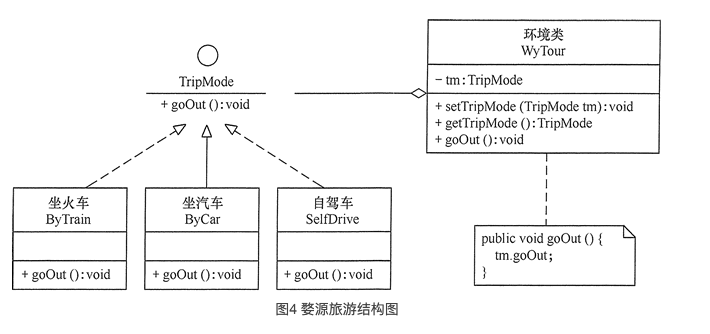 TripMode
+ goOut (): void
环境类
WyTour
- tm: TripMode
+ setTripMode (TripMode tm): void
+ getTripMode (): TripMode
+ goOut (): void
坐火车
ByTrain
+ goOut (): void
坐汽车
ByCar
+ goOut (): void
自驾车
SelfDrive
+ goOut (): void
public void goOut () {
tm.goOut;
}
图4 婺源旅游结构图